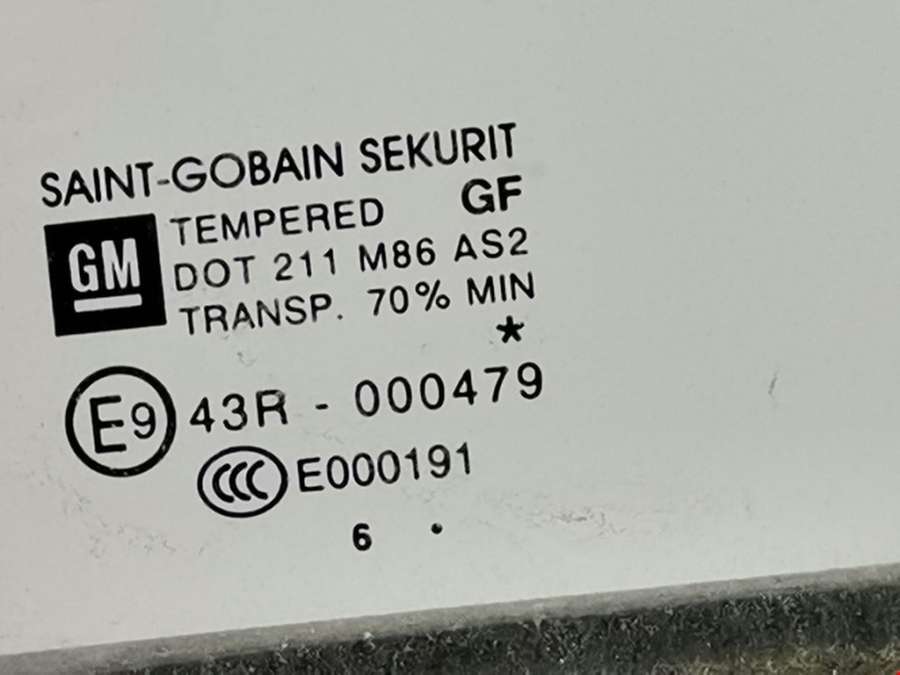 SAINT-GOBAIN SEKURIT
GM
TEMPERED GF
DOT 211 M86 AS2
TRANSP. 70% MIN
*
E9 43R - 000479
CCC E000191
6 .